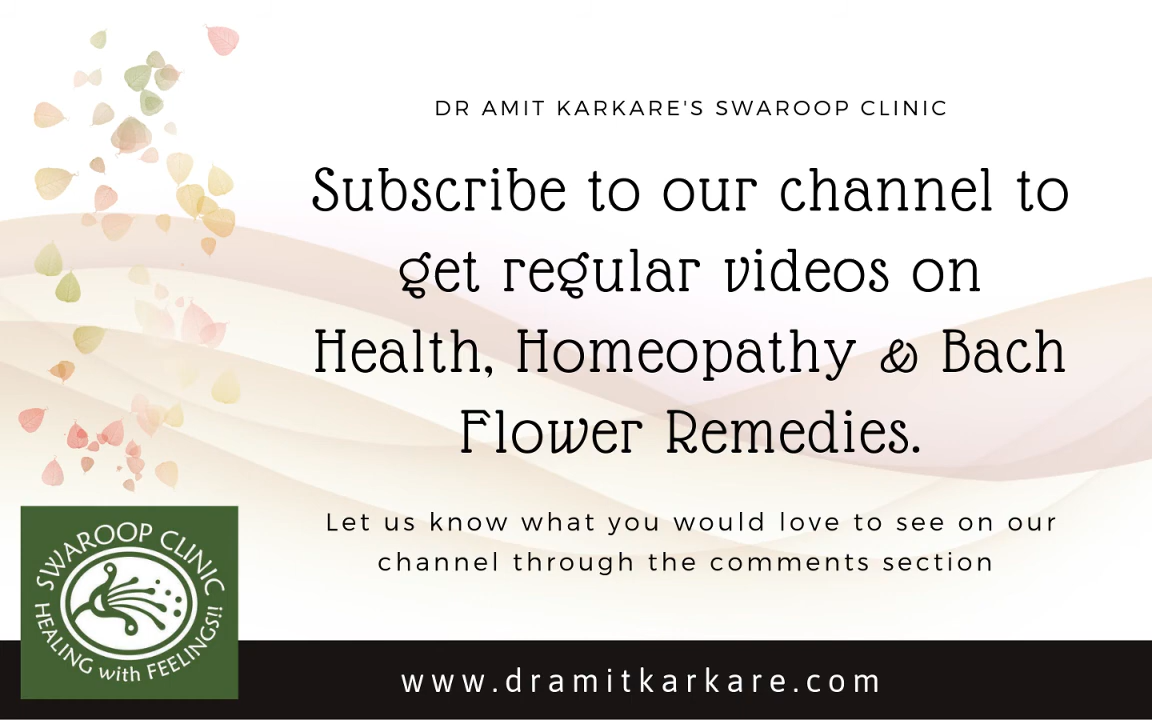 DR AMIT KARKARE'S SWAROOP CLINIC
Subscribe to our channel to
get regular videos on
Health, Homeopathy & Bach
Flower Remedies.
Let us know what you would love to see on our
channel through the comments section
SWAROOP CLINIC
HEALING with FEELINGS!!
www.dramitkarkare.com